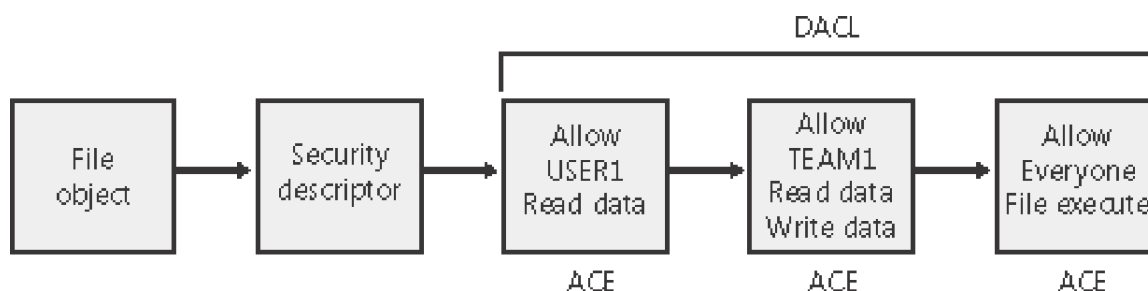 DACL
File
object
Security
descriptor
Allow
USER1
Read data
Allow
TEAM1
Read data
Write data
Allow
Everyone
File execute
ACE
ACE
ACE